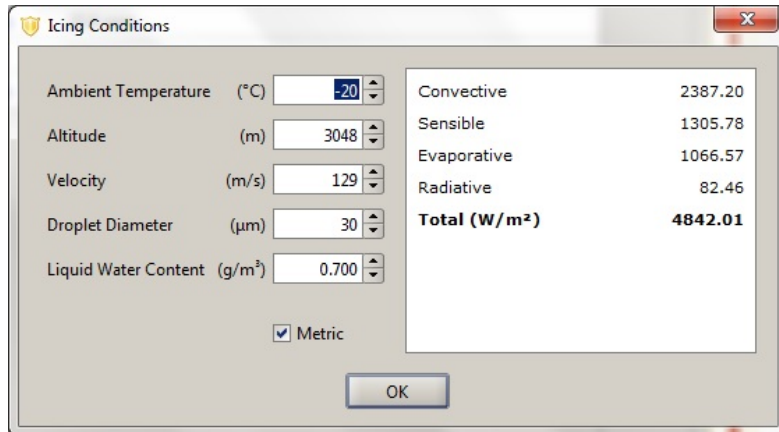 Icing Conditions
Ambient Temperature (°C) -20
Altitude (m) 3048
Velocity (m/s) 129
Droplet Diameter (μm) 30
Liquid Water Content (g/m³) 0.700
Metric
Convective 2387.20
Sensible 1305.78
Evaporative 1066.57
Radiative 82.46
Total (W/m²) 4842.01
OK